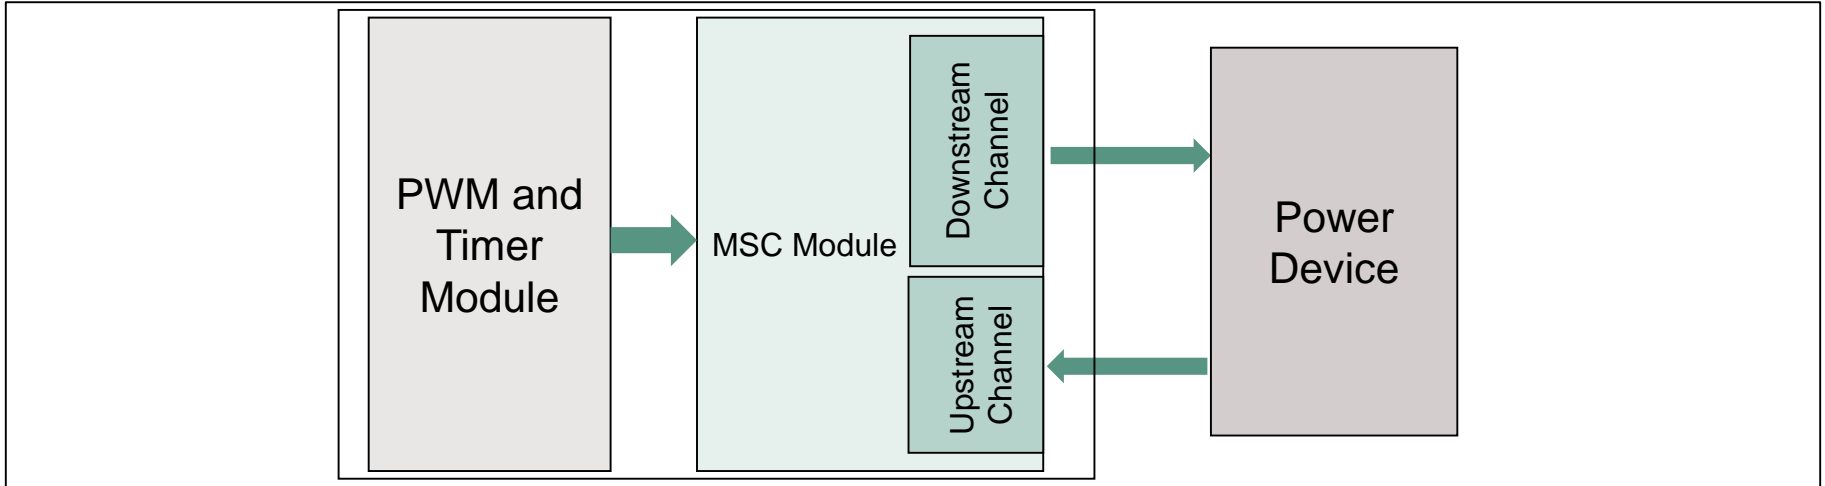 PWM and
Timer
Module
MSC Module
Downstream
Channel
Upstream
Channel
Power
Device